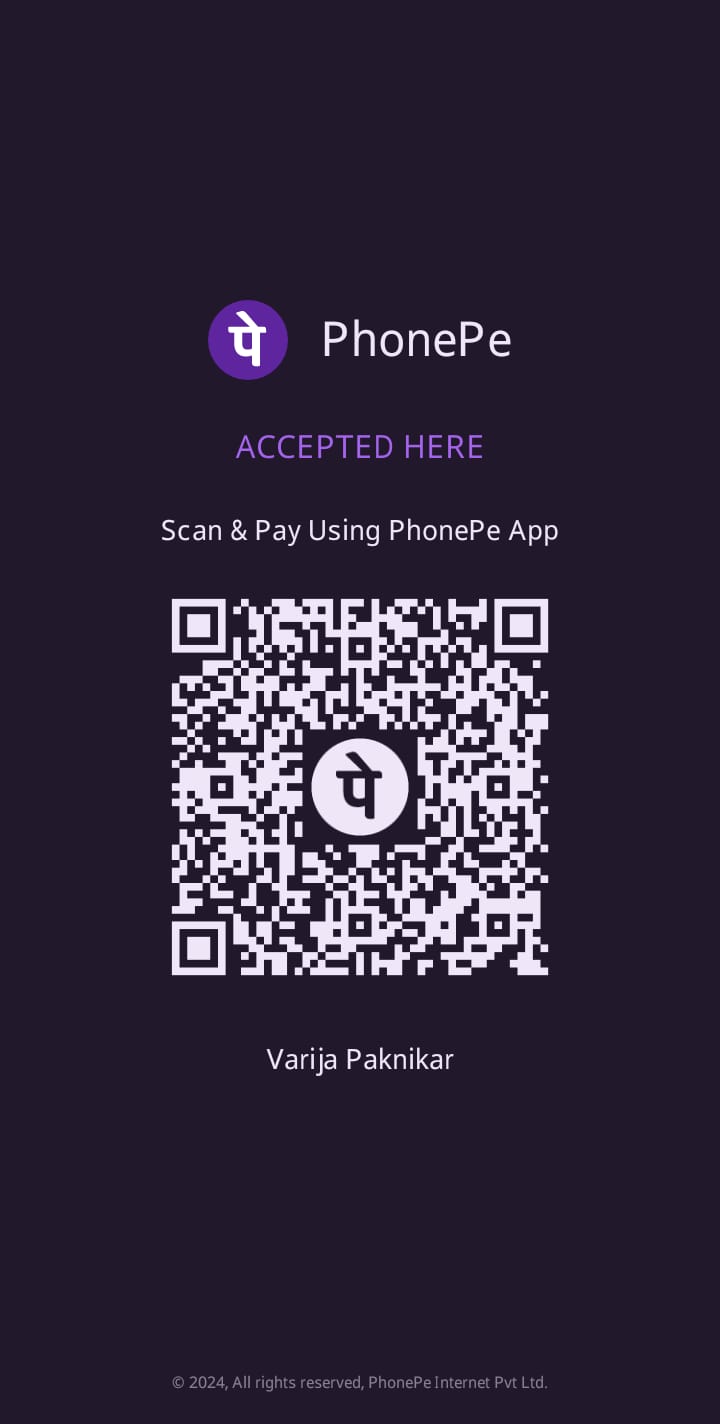 पे PhonePe
ACCEPTED HERE
Scan & Pay Using PhonePe App
पे
Varija Paknikar
© 2024, All rights reserved, PhonePe Internet Pvt Ltd.